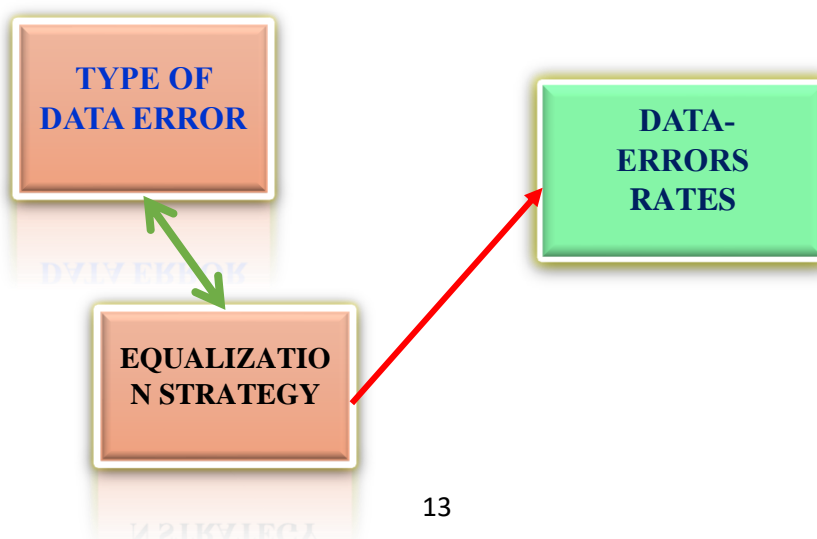 TYPE OF
DATA ERROR
DATA-
ERRORS
RATES
EQUALIZATIO
N STRATEGY
13